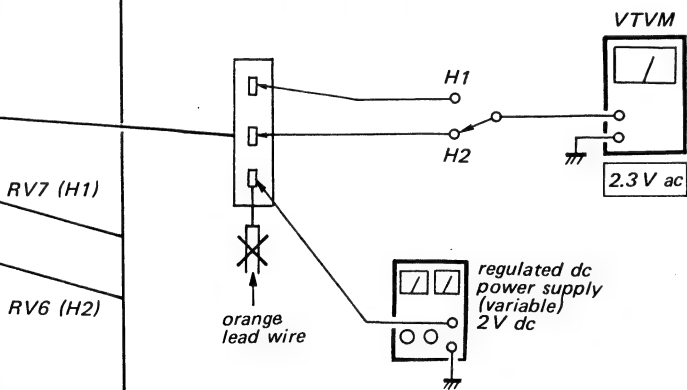 VTVM
H1
H2
2.3 V ac
RV7 (H1)
RV6 (H2)
orange
lead wire
regulated dc
power supply
(variable)
2V dc